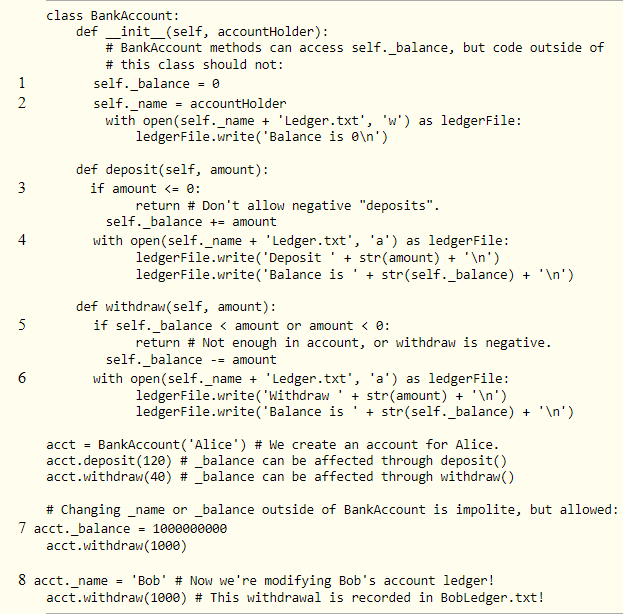 class BankAccount:
def __init__(self, accountHolder):
# BankAccount methods can access self._balance, but code outside of
# this class should not:
1 self._balance = 0
2 self._name = accountHolder
with open(self._name + 'Ledger.txt', 'w') as ledgerFile:
ledgerFile.write('Balance is 0\n')
def deposit(self, amount):
3 if amount <= 0:
return # Don't allow negative "deposits".
self._balance += amount
4 with open(self._name + 'Ledger.txt', 'a') as ledgerFile:
ledgerFile.write('Deposit ' + str(amount) + '\n')
ledgerFile.write('Balance is ' + str(self._balance) + '\n')
def withdraw(self, amount):
5 if self._balance < amount or amount < 0:
return # Not enough in account, or withdraw is negative.
self._balance -= amount
6 with open(self._name + 'Ledger.txt', 'a') as ledgerFile:
ledgerFile.write('Withdraw ' + str(amount) + '\n')
ledgerFile.write('Balance is ' + str(self._balance) + '\n')
acct = BankAccount('Alice') # We create an account for Alice.
acct.deposit(120) # _balance can be affected through deposit()
acct.withdraw(40) # _balance can be affected through withdraw()
# Changing _name or _balance outside of BankAccount is impolite, but allowed:
7 acct._balance = 1000000000
acct.withdraw(1000)
8 acct._name = 'Bob' # Now we're modifying Bob's account ledger!
acct.withdraw(1000) # This withdrawal is recorded in BobLedger.txt!